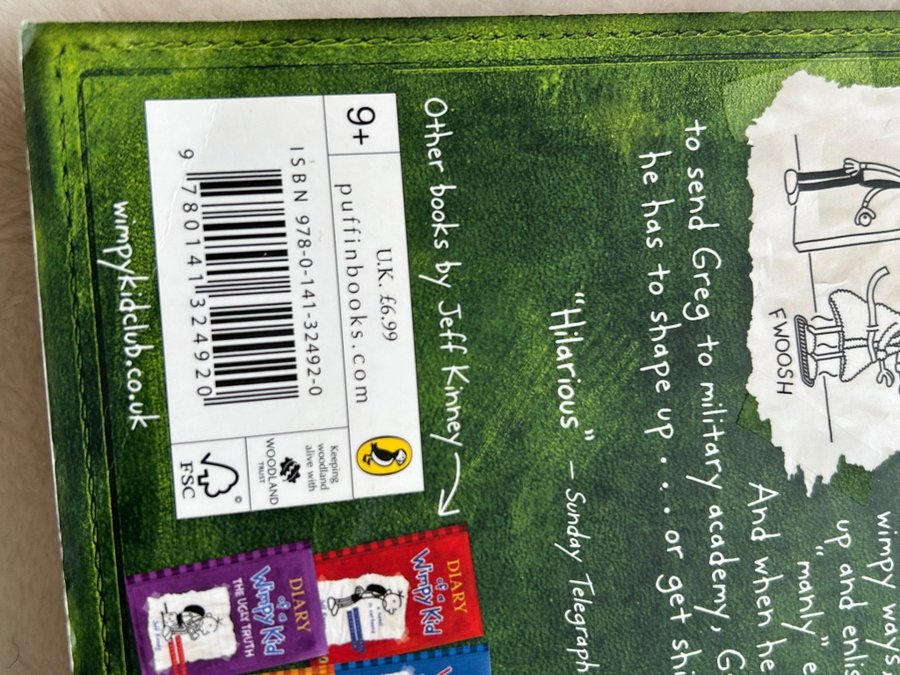 FWOOSH
wimpy ways,
up and enlis
"manly" e
And when he
to send Greg to military academy, G
he has to shape up . . . or get shi
"Hilarious" – Sunday Telegraph
Other books by Jeff Kinney
9+
U.K. £6.99
puffinbooks.com
ISBN 978-0-141-32492-0
9 780141 324920
Keeping
woodland
alive with
WOODLAND
TRUST
©
FSC
wimpykidclub.co.uk
DIARY
of a
Wimpy Kid
DIARY
of a
Wimpy Kid
THE UGLY TRUTH